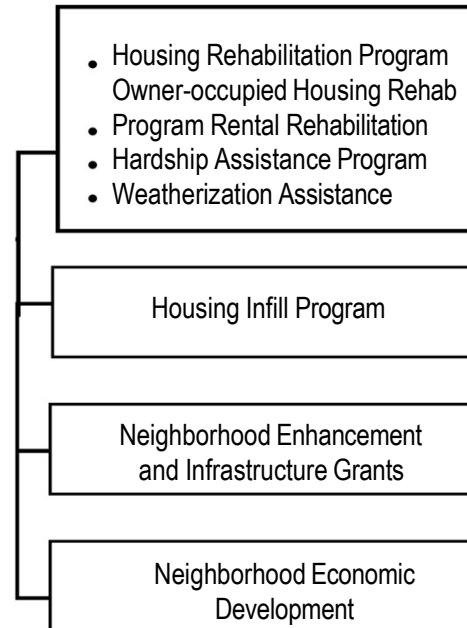 • Housing Rehabilitation Program
Owner-occupied Housing Rehab
• Program Rental Rehabilitation
• Hardship Assistance Program
• Weatherization Assistance
Housing Infill Program
Neighborhood Enhancement
and Infrastructure Grants
Neighborhood Economic
Development